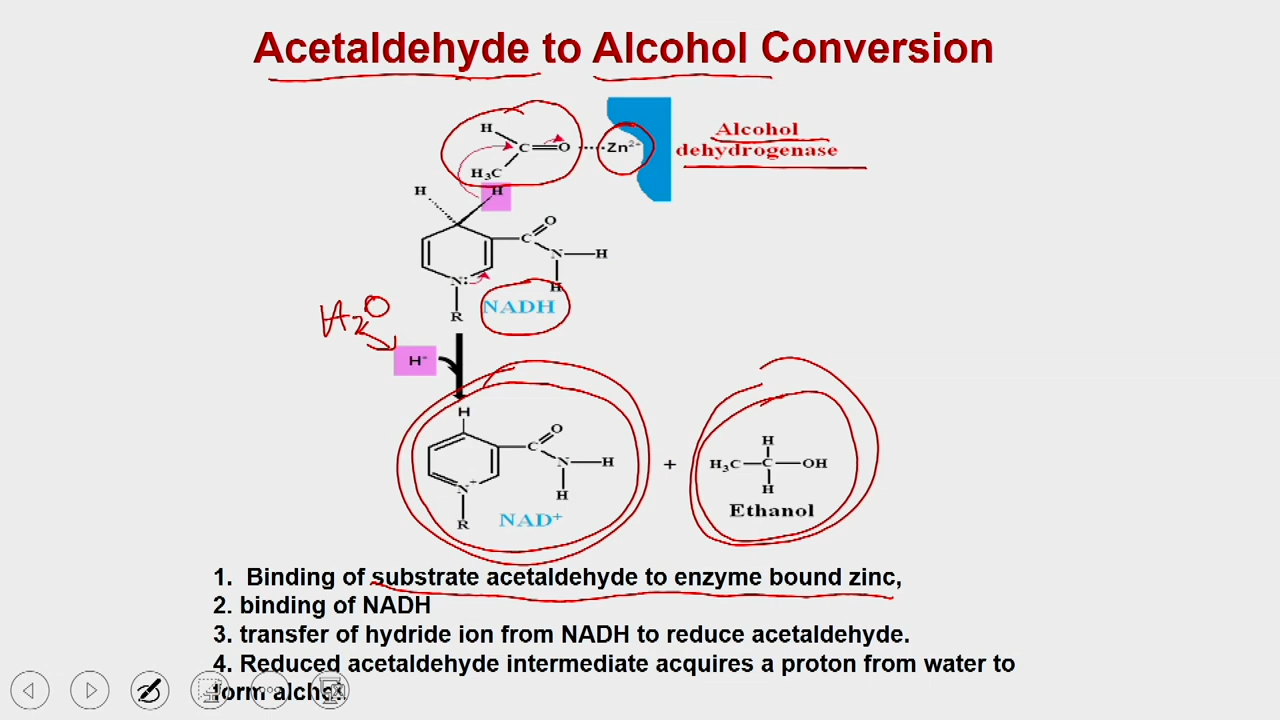 Acetaldehyde to Alcohol Conversion
H
C
O
Zn²⁺
H₃C
Alcohol
dehydrogenase
H
H
O
C
N
H
N:
H
R
NADH
H₂O
H⁻
H
O
C
N
H
N⁺
H
R
NAD⁺
+
H
H₃C
C
OH
H
Ethanol
1. Binding of substrate acetaldehyde to enzyme bound zinc,
2. binding of NADH
3. transfer of hydride ion from NADH to reduce acetaldehyde.
4. Reduced acetaldehyde intermediate acquires a proton from water to
form